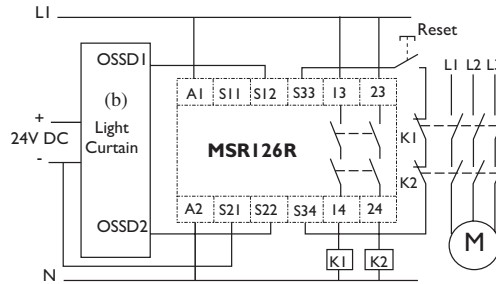 L1
Reset
OSSD1
L1 L2
A1 S11 S12 S33 13 23
(b)
+
24V DC
-
Light
Curtain
MSR126R
K1
K2
A2 S21 S22 S34 14 24
OSSD2
M
K1 K2
N